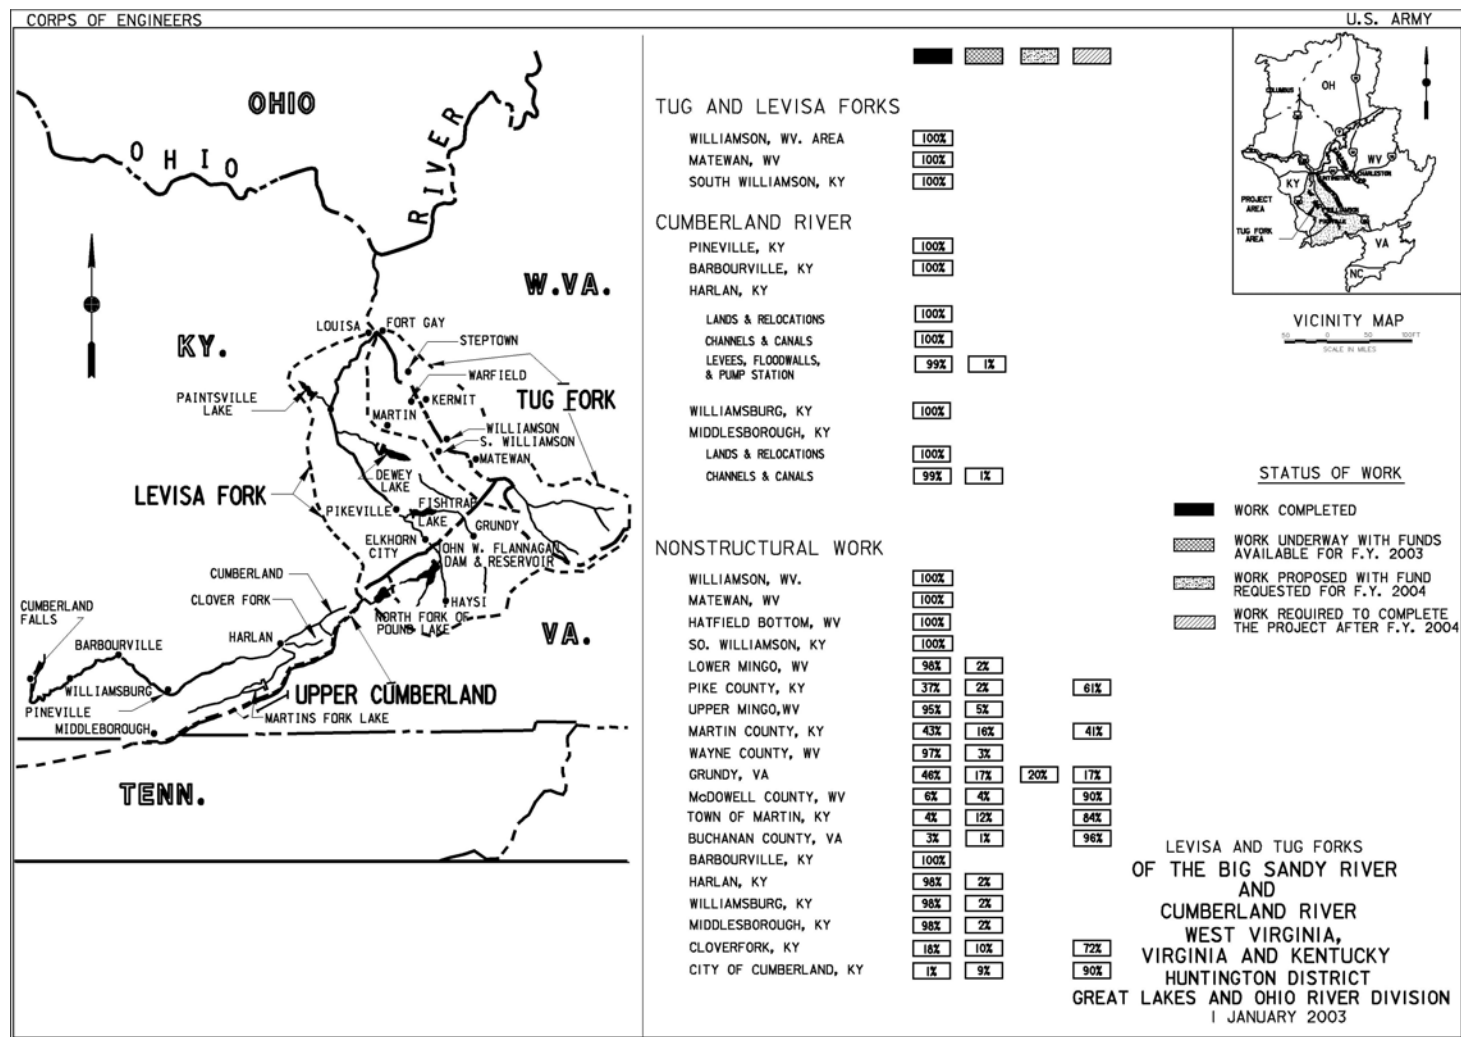 CORPS OF ENGINEERS
U.S. ARMY
OHIO
OHIO
RIVER
W.VA.
KY.
LOUISA
FORT GAY
STEPTOWN
WARFIELD
PAINTSVILLE
LAKE
KERMIT
TUG FORK
MARTIN
WILLIAMSON
S. WILLIAMSON
MATEWAN
DEWEY
LAKE
LEVISA FORK
PIKEVILLE
FISHTRAP
LAKE
GRUNDY
ELKHORN
CITY
JOHN W. FLANNAGAN
DAM & RESERVOIR
CUMBERLAND
CLOVER FORK
HAYSI
NORTH FORK OF
POUND LAKE
CUMBERLAND
FALLS
HARLAN
VA.
BARBOURVILLE
WILLIAMSBURG
UPPER CUMBERLAND
PINEVILLE
MARTINS FORK LAKE
MIDDLEBOROUGH
TENN.
TUG AND LEVISA FORKS
WILLIAMSON, WV. AREA 100%
MATEWAN, WV 100%
SOUTH WILLIAMSON, KY 100%
CUMBERLAND RIVER
PINEVILLE, KY 100%
BARBOURVILLE, KY 100%
HARLAN, KY
LANDS & RELOCATIONS 100%
CHANNELS & CANALS 100%
LEVEES, FLOODWALLS,
& PUMP STATION 99% 1%
WILLIAMSBURG, KY 100%
MIDDLESBOROUGH, KY
LANDS & RELOCATIONS 100%
CHANNELS & CANALS 99% 1%
NONSTRUCTURAL WORK
WILLIAMSON, WV. 100%
MATEWAN, WV 100%
HATFIELD BOTTOM, WV 100%
SO. WILLIAMSON, KY 100%
LOWER MINGO, WV 98% 2%
PIKE COUNTY, KY 37% 2% 61%
UPPER MINGO,WV 95% 5%
MARTIN COUNTY, KY 43% 16% 41%
WAYNE COUNTY, WV 97% 3%
GRUNDY, VA 46% 17% 20% 17%
McDOWELL COUNTY, WV 6% 4% 90%
TOWN OF MARTIN, KY 4% 12% 84%
BUCHANAN COUNTY, VA 3% 1% 96%
BARBOURVILLE, KY 100%
HARLAN, KY 98% 2%
WILLIAMSBURG, KY 98% 2%
MIDDLESBOROUGH, KY 98% 2%
CLOVERFORK, KY 18% 10% 72%
CITY OF CUMBERLAND, KY 1% 9% 90%
COLUMBUS
OH
WV
KY
HUNTINGTON
CHARLESTON
PROJECT
AREA
WILLIAMSON
PIKEVILLE
TUG FORK
AREA
VA
NC
VICINITY MAP
50 0 50 100FT
SCALE IN MILES
STATUS OF WORK
WORK COMPLETED
WORK UNDERWAY WITH FUNDS
AVAILABLE FOR F.Y. 2003
WORK PROPOSED WITH FUND
REQUESTED FOR F.Y. 2004
WORK REQUIRED TO COMPLETE
THE PROJECT AFTER F.Y. 2004
LEVISA AND TUG FORKS
OF THE BIG SANDY RIVER
AND
CUMBERLAND RIVER
WEST VIRGINIA,
VIRGINIA AND KENTUCKY
HUNTINGTON DISTRICT
GREAT LAKES AND OHIO RIVER DIVISION
1 JANUARY 2003